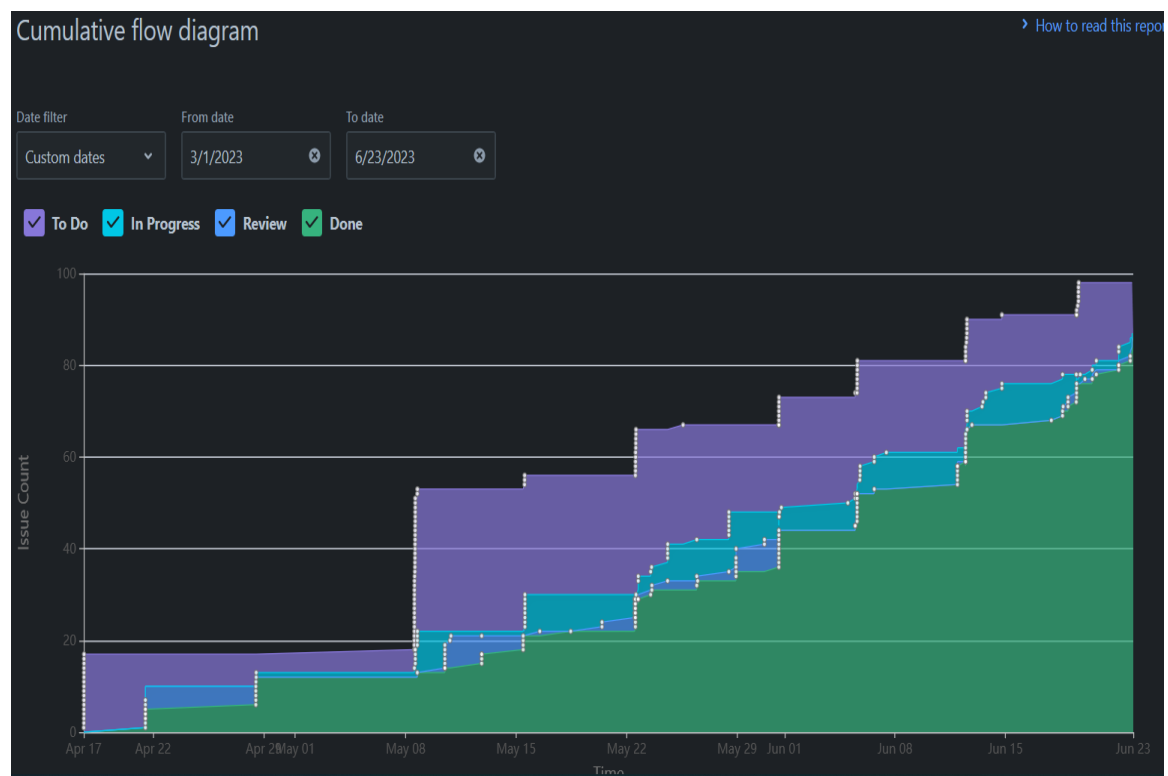 Cumulative flow diagram
How to read this repor
Date filter
From date
To date
Custom dates
3/1/2023
6/23/2023
To Do
In Progress
Review
Done
100
80
60
40
20
0
Issue Count
Apr 17
Apr 22
Apr 29
May 01
May 08
May 15
May 22
May 29
Jun 01
Jun 08
Jun 15
Jun 23
Time